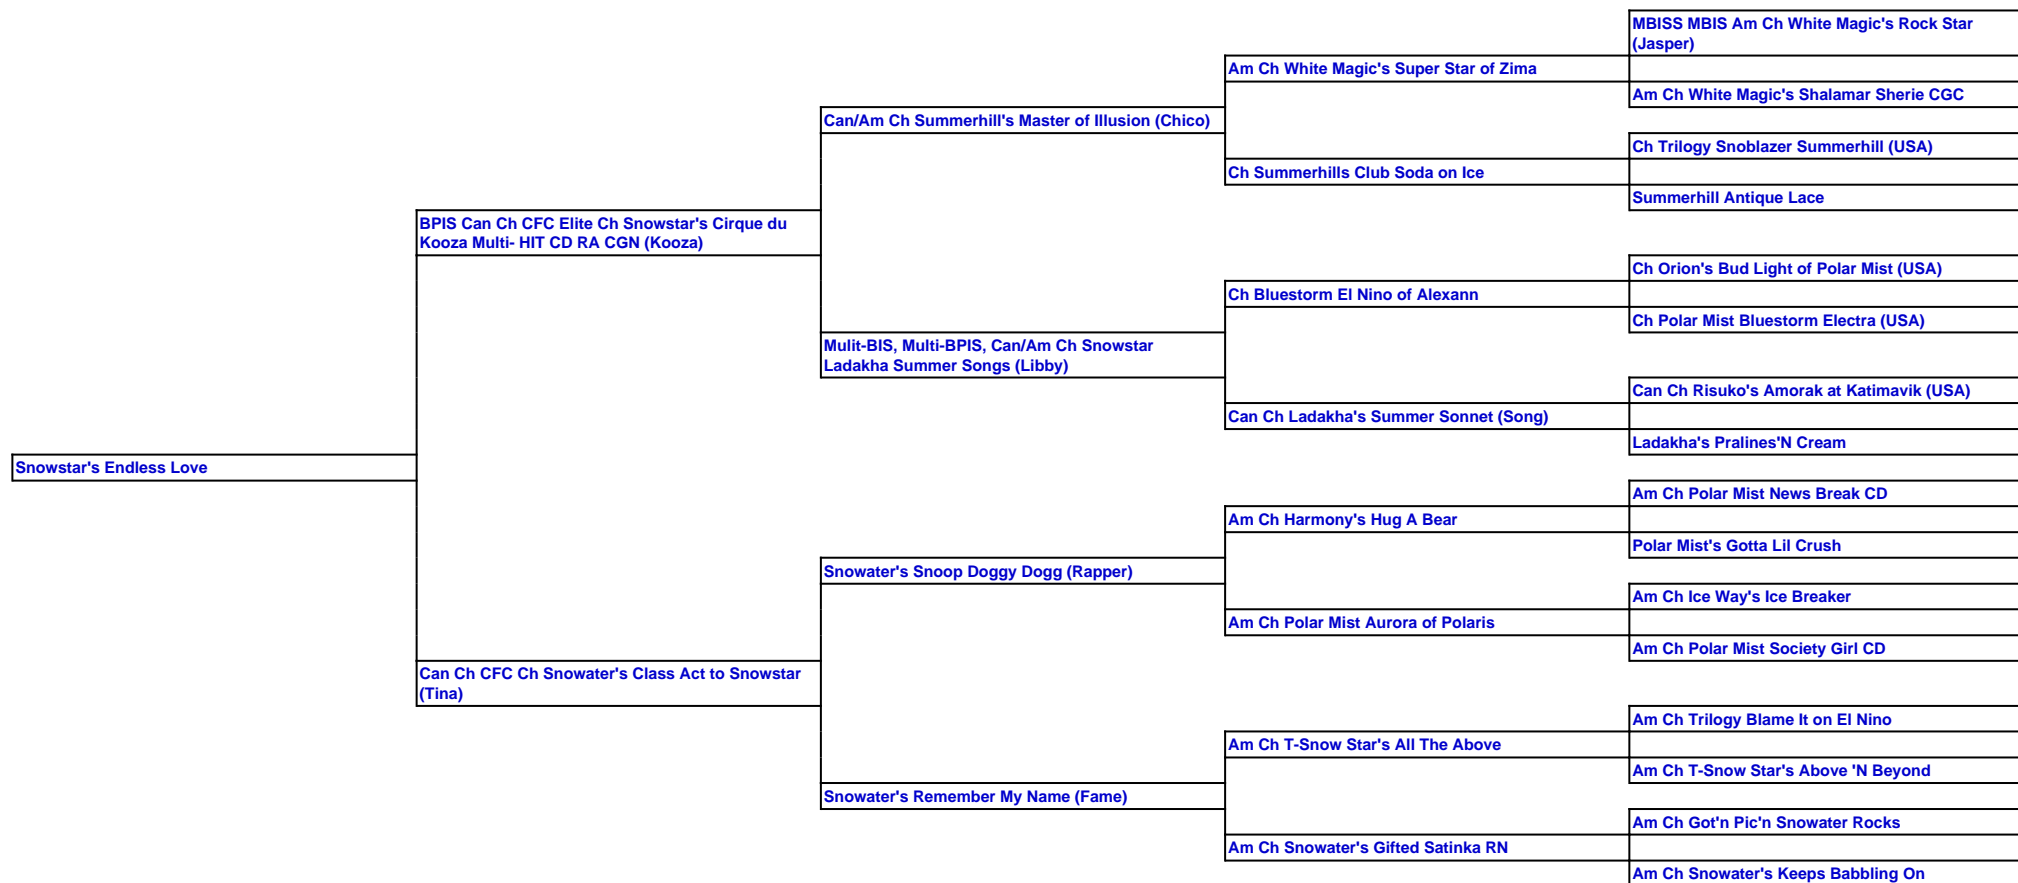 MBISS MBIS Am Ch White Magic's Rock Star
(Jasper)
Am Ch White Magic's Super Star of Zima
Am Ch White Magic's Shalamar Sherie CGC
Can/Am Ch Summerhill's Master of Illusion (Chico)
Ch Trilogy Snoblazer Summerhill (USA)
Ch Summerhills Club Soda on Ice
Summerhill Antique Lace
BPIS Can Ch CFC Elite Ch Snowstar's Cirque du
Kooza Multi- HIT CD RA CGN (Kooza)
Ch Orion's Bud Light of Polar Mist (USA)
Ch Bluestorm El Nino of Alexann
Ch Polar Mist Bluestorm Electra (USA)
Mulit-BIS, Multi-BPIS, Can/Am Ch Snowstar
Ladakha Summer Songs (Libby)
Can Ch Risuko's Amorak at Katimavik (USA)
Can Ch Ladakha's Summer Sonnet (Song)
Ladakha's Pralines'N Cream
Snowstar's Endless Love
Am Ch Polar Mist News Break CD
Am Ch Harmony's Hug A Bear
Polar Mist's Gotta Lil Crush
Snowater's Snoop Doggy Dogg (Rapper)
Am Ch Ice Way's Ice Breaker
Am Ch Polar Mist Aurora of Polaris
Am Ch Polar Mist Society Girl CD
Can Ch CFC Ch Snowater's Class Act to Snowstar
(Tina)
Am Ch Trilogy Blame It on El Nino
Am Ch T-Snow Star's All The Above
Am Ch T-Snow Star's Above 'N Beyond
Snowater's Remember My Name (Fame)
Am Ch Got'n Pic'n Snowater Rocks
Am Ch Snowater's Gifted Satinka RN
Am Ch Snowater's Keeps Babbling On